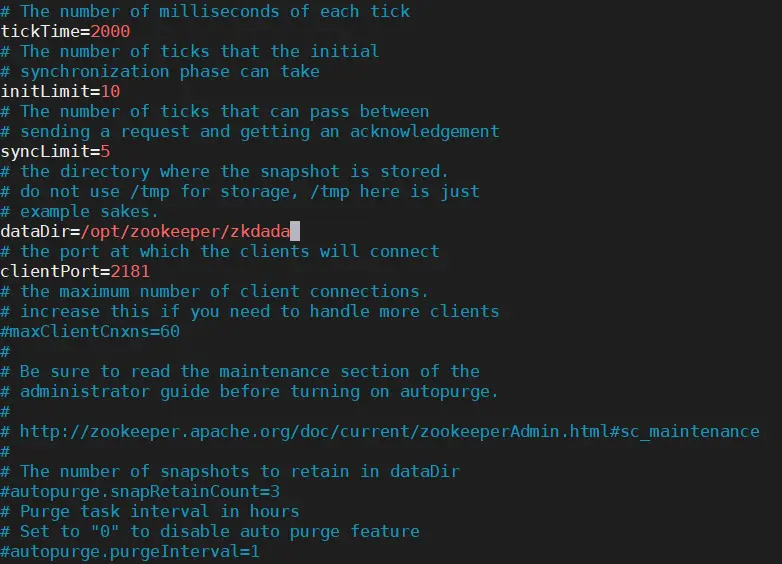 # The number of milliseconds of each tick
tickTime=2000
# The number of ticks that the initial
# synchronization phase can take
initLimit=10
# The number of ticks that can pass between
# sending a request and getting an acknowledgement
syncLimit=5
# the directory where the snapshot is stored.
# do not use /tmp for storage, /tmp here is just
# example sakes.
dataDir=/opt/zookeeper/zkdada
# the port at which the clients will connect
clientPort=2181
# the maximum number of client connections.
# increase this if you need to handle more clients
#maxClientCnxns=60
#
# Be sure to read the maintenance section of the
# administrator guide before turning on autopurge.
#
# http://zookeeper.apache.org/doc/current/zookeeperAdmin.html#sc_maintenance
#
# The number of snapshots to retain in dataDir
#autopurge.snapRetainCount=3
# Purge task interval in hours
# Set to "0" to disable auto purge feature
#autopurge.purgeInterval=1